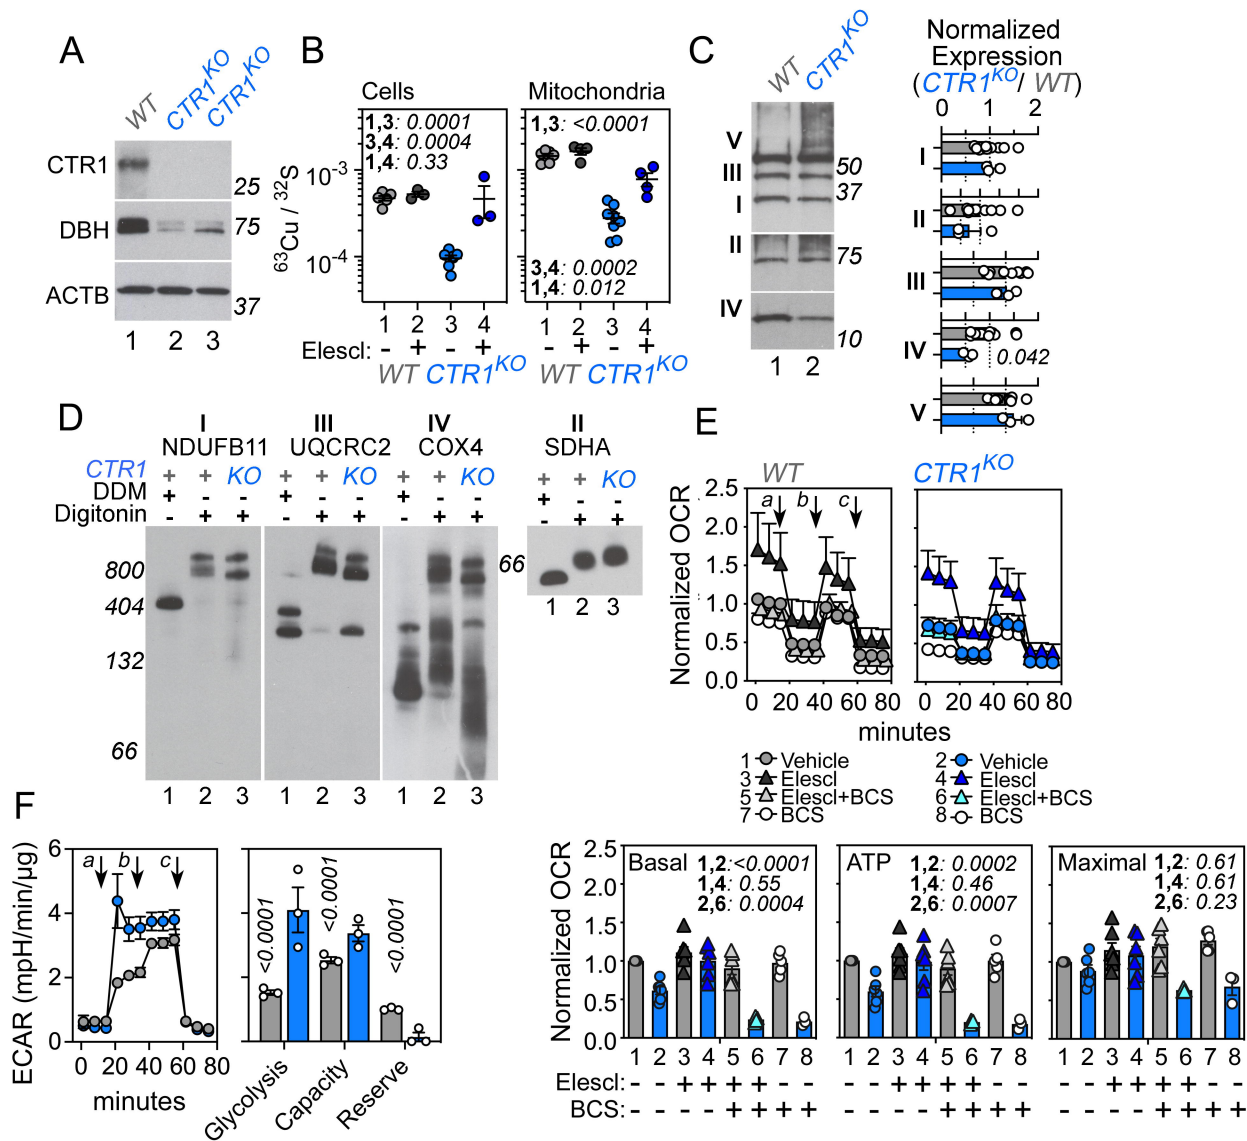 A
WT
CTR1KO
CTR1KO
CTR1
25
DBH
75
ACTB
37
1 2 3
B
Cells
Mitochondria
63Cu / 32S
10-3
10-4
1,3: 0.0001
3,4: 0.0004
1,4: 0.33
1,3: <0.0001
3,4: 0.0002
1,4: 0.012
1 2 3 4 1 2 3 4
Elescl: - + - + - + - +
WT CTR1KO WT CTR1KO
C
WT
CTR1KO
V
50
III
37
I
II
75
IV
10
1 2
Normalized
Expression
(CTR1KO/ WT)
0 1 2
I
II
III
IV
0.042
V
D
I III IV II
NDUFB11 UQCRC2 COX4 SDHA
CTR1 + + KO + + KO + + KO + + KO
DDM + - - + - - + - - + - -
Digitonin - + + - + + - + + - + +
800
404
132
66
66
1 2 3
1 2 3 1 2 3 1 2 3
E
WT
CTR1KO
Normalized OCR
2.5
2.0
1.5
1.0
0.5
0.0
a b c
0 20 40 60 80 0 20 40 60 80
minutes
1 Vehicle
3 Elescl
5 Elescl+BCS
7 BCS
2 Vehicle
4 Elescl
6 Elescl+BCS
8 BCS
F
ECAR (mpH/min/µg)
6
4
2
0
a b c
0 20 40 60 80
minutes
<0.0001
<0.0001
<0.0001
Glycolysis
Capacity
Reserve
Normalized OCR
2.5
2.0
1.5
1.0
0.5
0.0
Basal
1,2:<0.0001
1,4: 0.55
2,6: 0.0004
ATP
1,2: 0.0002
1,4: 0.46
2,6: 0.0007
Maximal
1,2: 0.61
1,4: 0.61
2,6: 0.23
1 2 3 4 5 6 7 8 1 2 3 4 5 6 7 8 1 2 3 4 5 6 7 8
Elescl: - - + + + + - - - - + + + + - - - - + + + + - -
BCS: - - - - + + + + - - - - + + + + - - - - + + + +